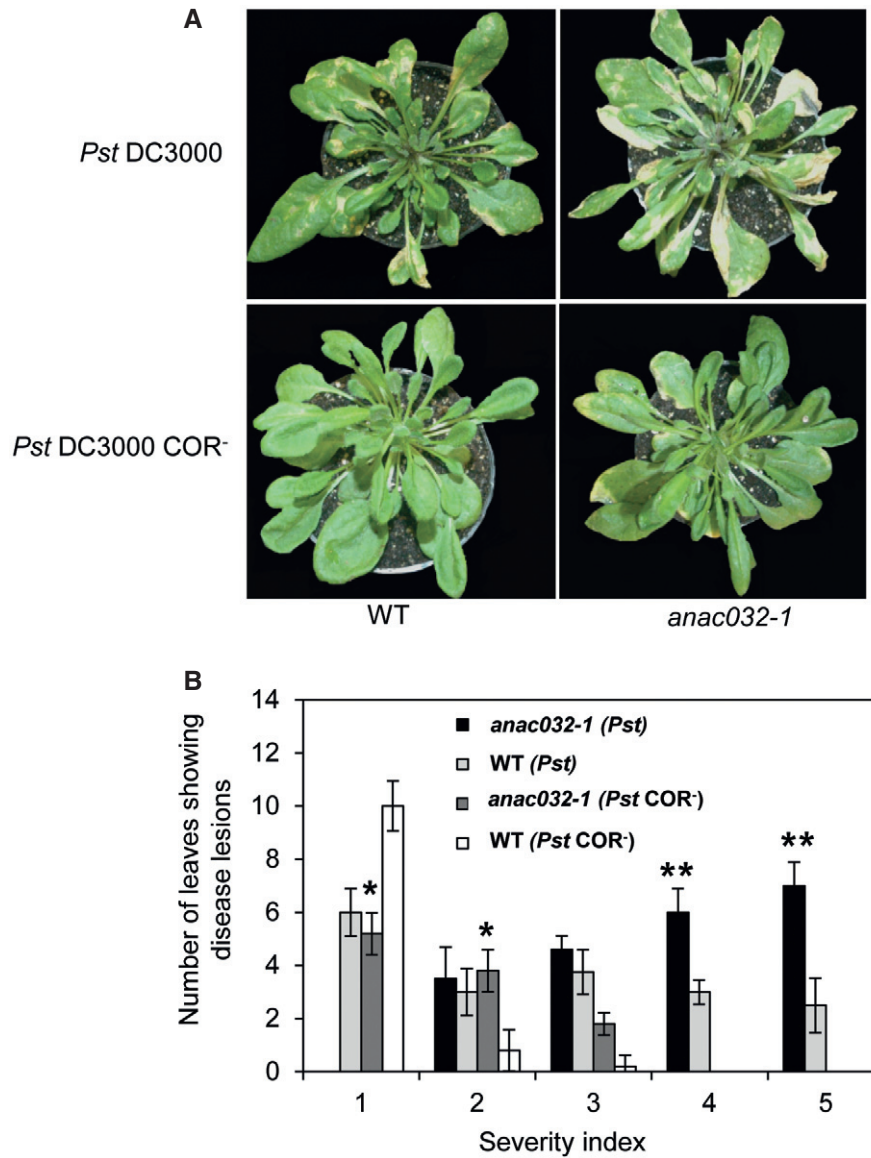 A
Pst DC3000
Pst DC3000 COR-
WT
anac032-1
B
14
12
10
8
6
4
2
0
Number of leaves showing
disease lesions
anac032-1 (Pst)
WT (Pst)
anac032-1 (Pst COR-)
WT (Pst COR-)
*
*
**
**
1 2 3 4 5
Severity index